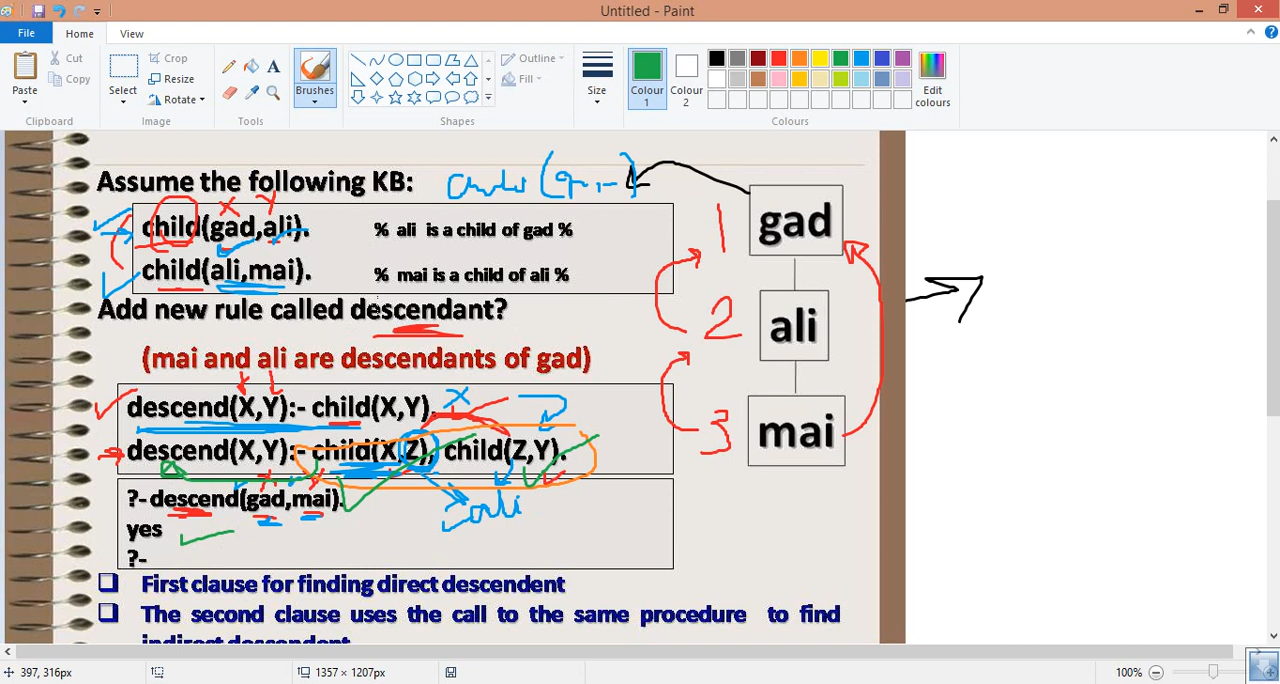 Untitled - Paint
File Home View
Cut
Copy
Paste
Clipboard
Crop
Resize
Rotate
Select
Image
Tools
Brushes
Outline
Fill
Shapes
Size
Colour 1
Colour 2
Edit colours
Colours
Assume the following KB:
child(gad,ali). % ali is a child of gad %
child(ali,mai). % mai is a child of ali %
X Y
Add new rule called descendant?
(mai and ali are descendants of gad)
descend(X,Y):- child(X,Y).
X
descend(X,Y):- child(X,Z), child(Z,Y).
?- descend(gad,mai).
ali
yes
?-
First clause for finding direct descendent
The second clause uses the call to the same procedure to find
indirect descendent
1 gad
2 ali
3 mai
397, 316px
1357 × 1207px
100%